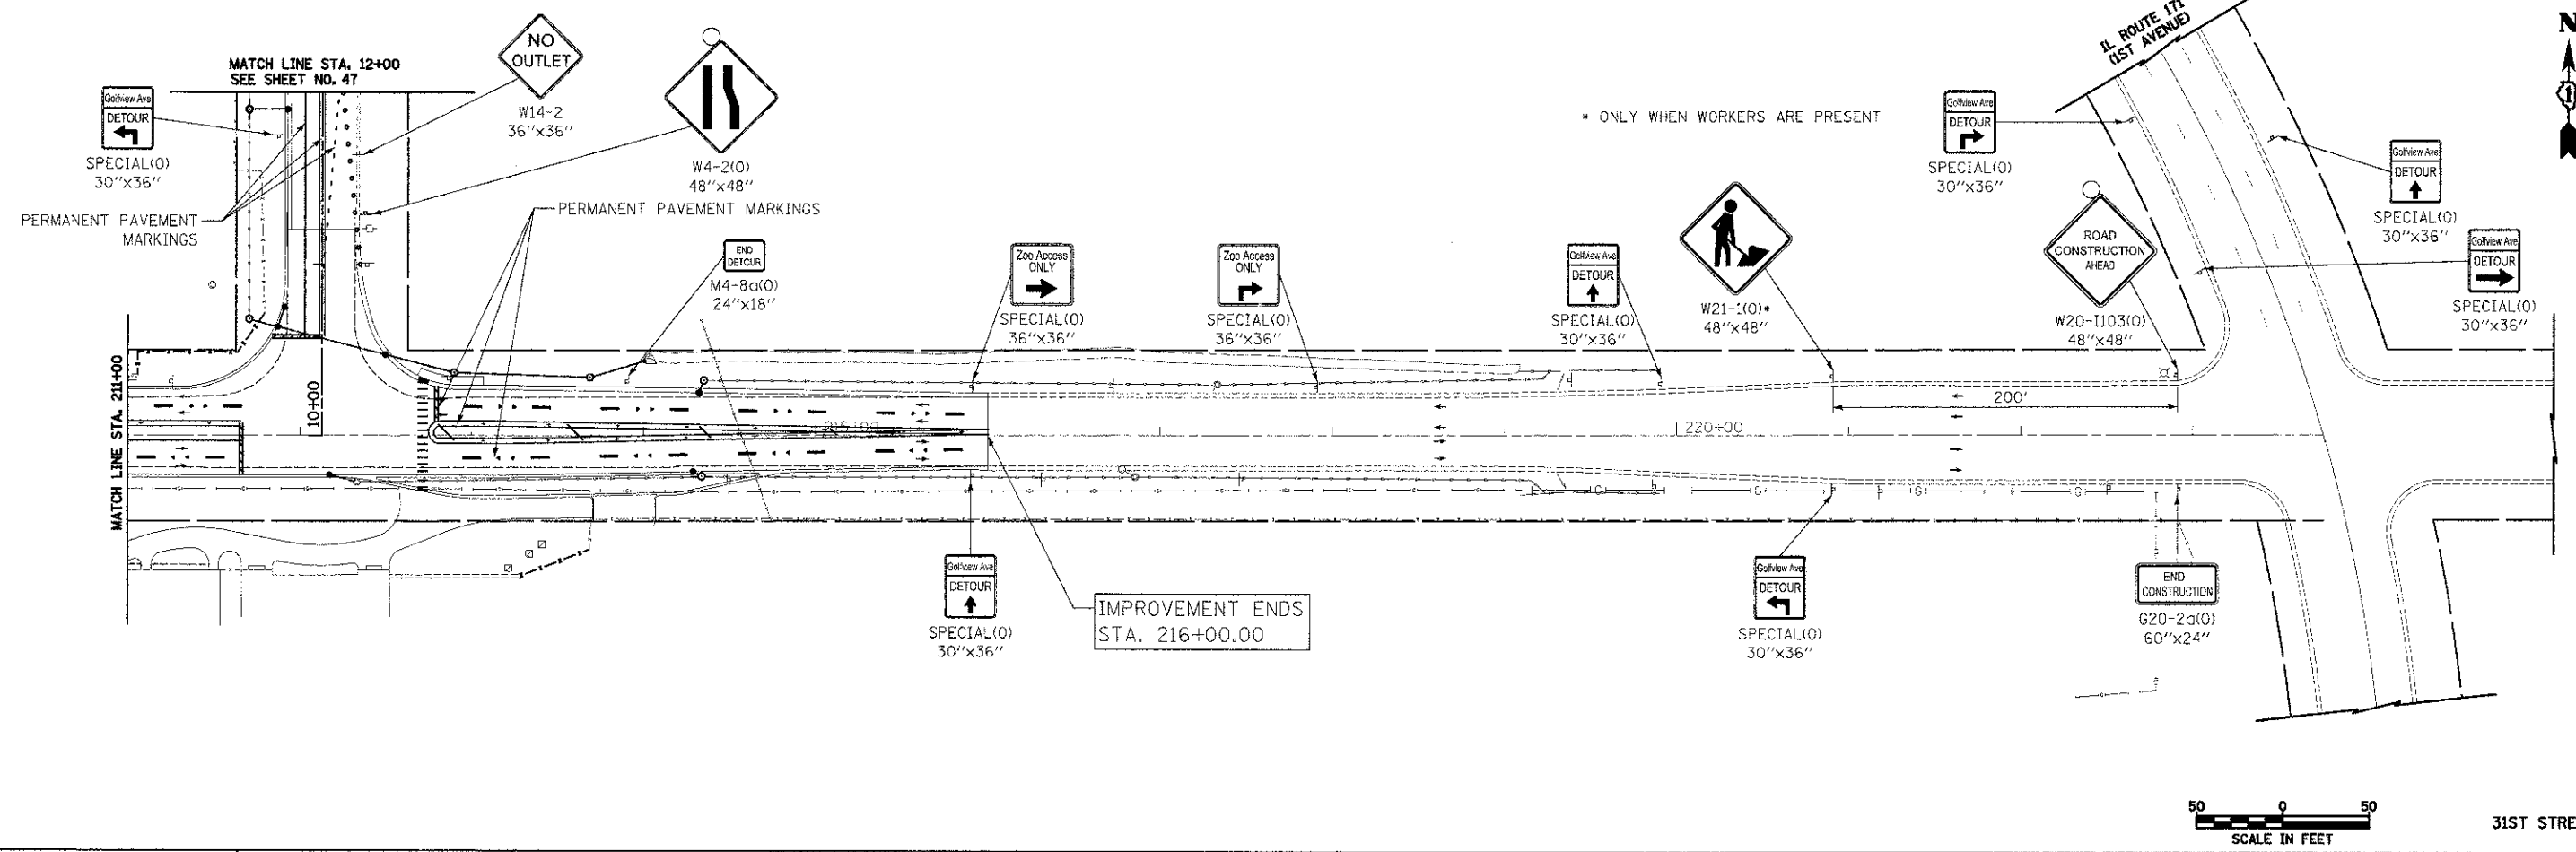 MATCH LINE STA. 12+00
SEE SHEET NO. 47
NO
OUTLET
W14-2
36"x36"
W4-2(O)
48"x48"
Golfview Ave
DETOUR
SPECIAL(O)
30"x36"
PERMANENT PAVEMENT
MARKINGS
PERMANENT PAVEMENT MARKINGS
END
DETOUR
M4-8a(O)
24"x18"
Zoo Access
ONLY
SPECIAL(O)
36"x36"
Zoo Access
ONLY
SPECIAL(O)
36"x36"
* ONLY WHEN WORKERS ARE PRESENT
Golfview Ave
DETOUR
SPECIAL(O)
30"x36"
W21-1(O)*
48"x48"
Golfview Ave
DETOUR
SPECIAL(O)
30"x36"
ROAD
CONSTRUCTION
AHEAD
W20-I103(O)
48"x48"
IL ROUTE 171
(1ST AVENUE)
Golfview Ave
DETOUR
SPECIAL(O)
30"x36"
Golfview Ave
DETOUR
SPECIAL(O)
30"x36"
N
MATCH LINE STA. 211+00
10+00
215+00
220+00
200'
G
G
G
G
Golfview Ave
DETOUR
SPECIAL(O)
30"x36"
IMPROVEMENT ENDS
STA. 216+00.00
Golfview Ave
DETOUR
SPECIAL(O)
30"x36"
END
CONSTRUCTION
G20-2a(O)
60"x24"
50 0 50
SCALE IN FEET
31ST STRE